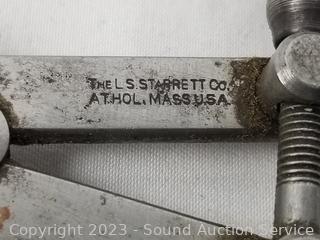 THE L.S. STARRETT CO.
ATHOL, MASS. U.S.A.
Copyright 2023 - Sound Auction Service